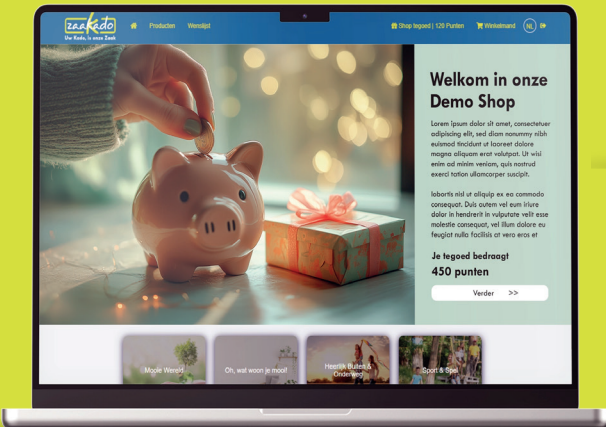 zaakado
Uw Kado, is onze Zaak
Producten
Wenslijst
Shop tegoed | 120 Punten
Winkelmand
NL
Welkom in onze
Demo Shop
Lorem ipsum dolor sit amet, consectetuer
adipiscing elit, sed diam nonummy nibh
euismod tincidunt ut laoreet dolore
magna aliquam erat volutpat. Ut wisi
enim ad minim veniam, quis nostrud
exerci tation ullamcorper suscipit.
lobortis nisl ut aliquip ex ea commodo
consequat. Duis autem vel eum iriure
dolor in hendrerit in vulputate velit esse
molestie consequat, vel illum dolore eu
feugiat nulla facilisis at vero eros et
Je tegoed bedraagt
450 punten
Verder >>
Mooie Wereld
Oh, wat woon je mooi!
Heerlijk Buiten &
Onderweg
Sport & Spel